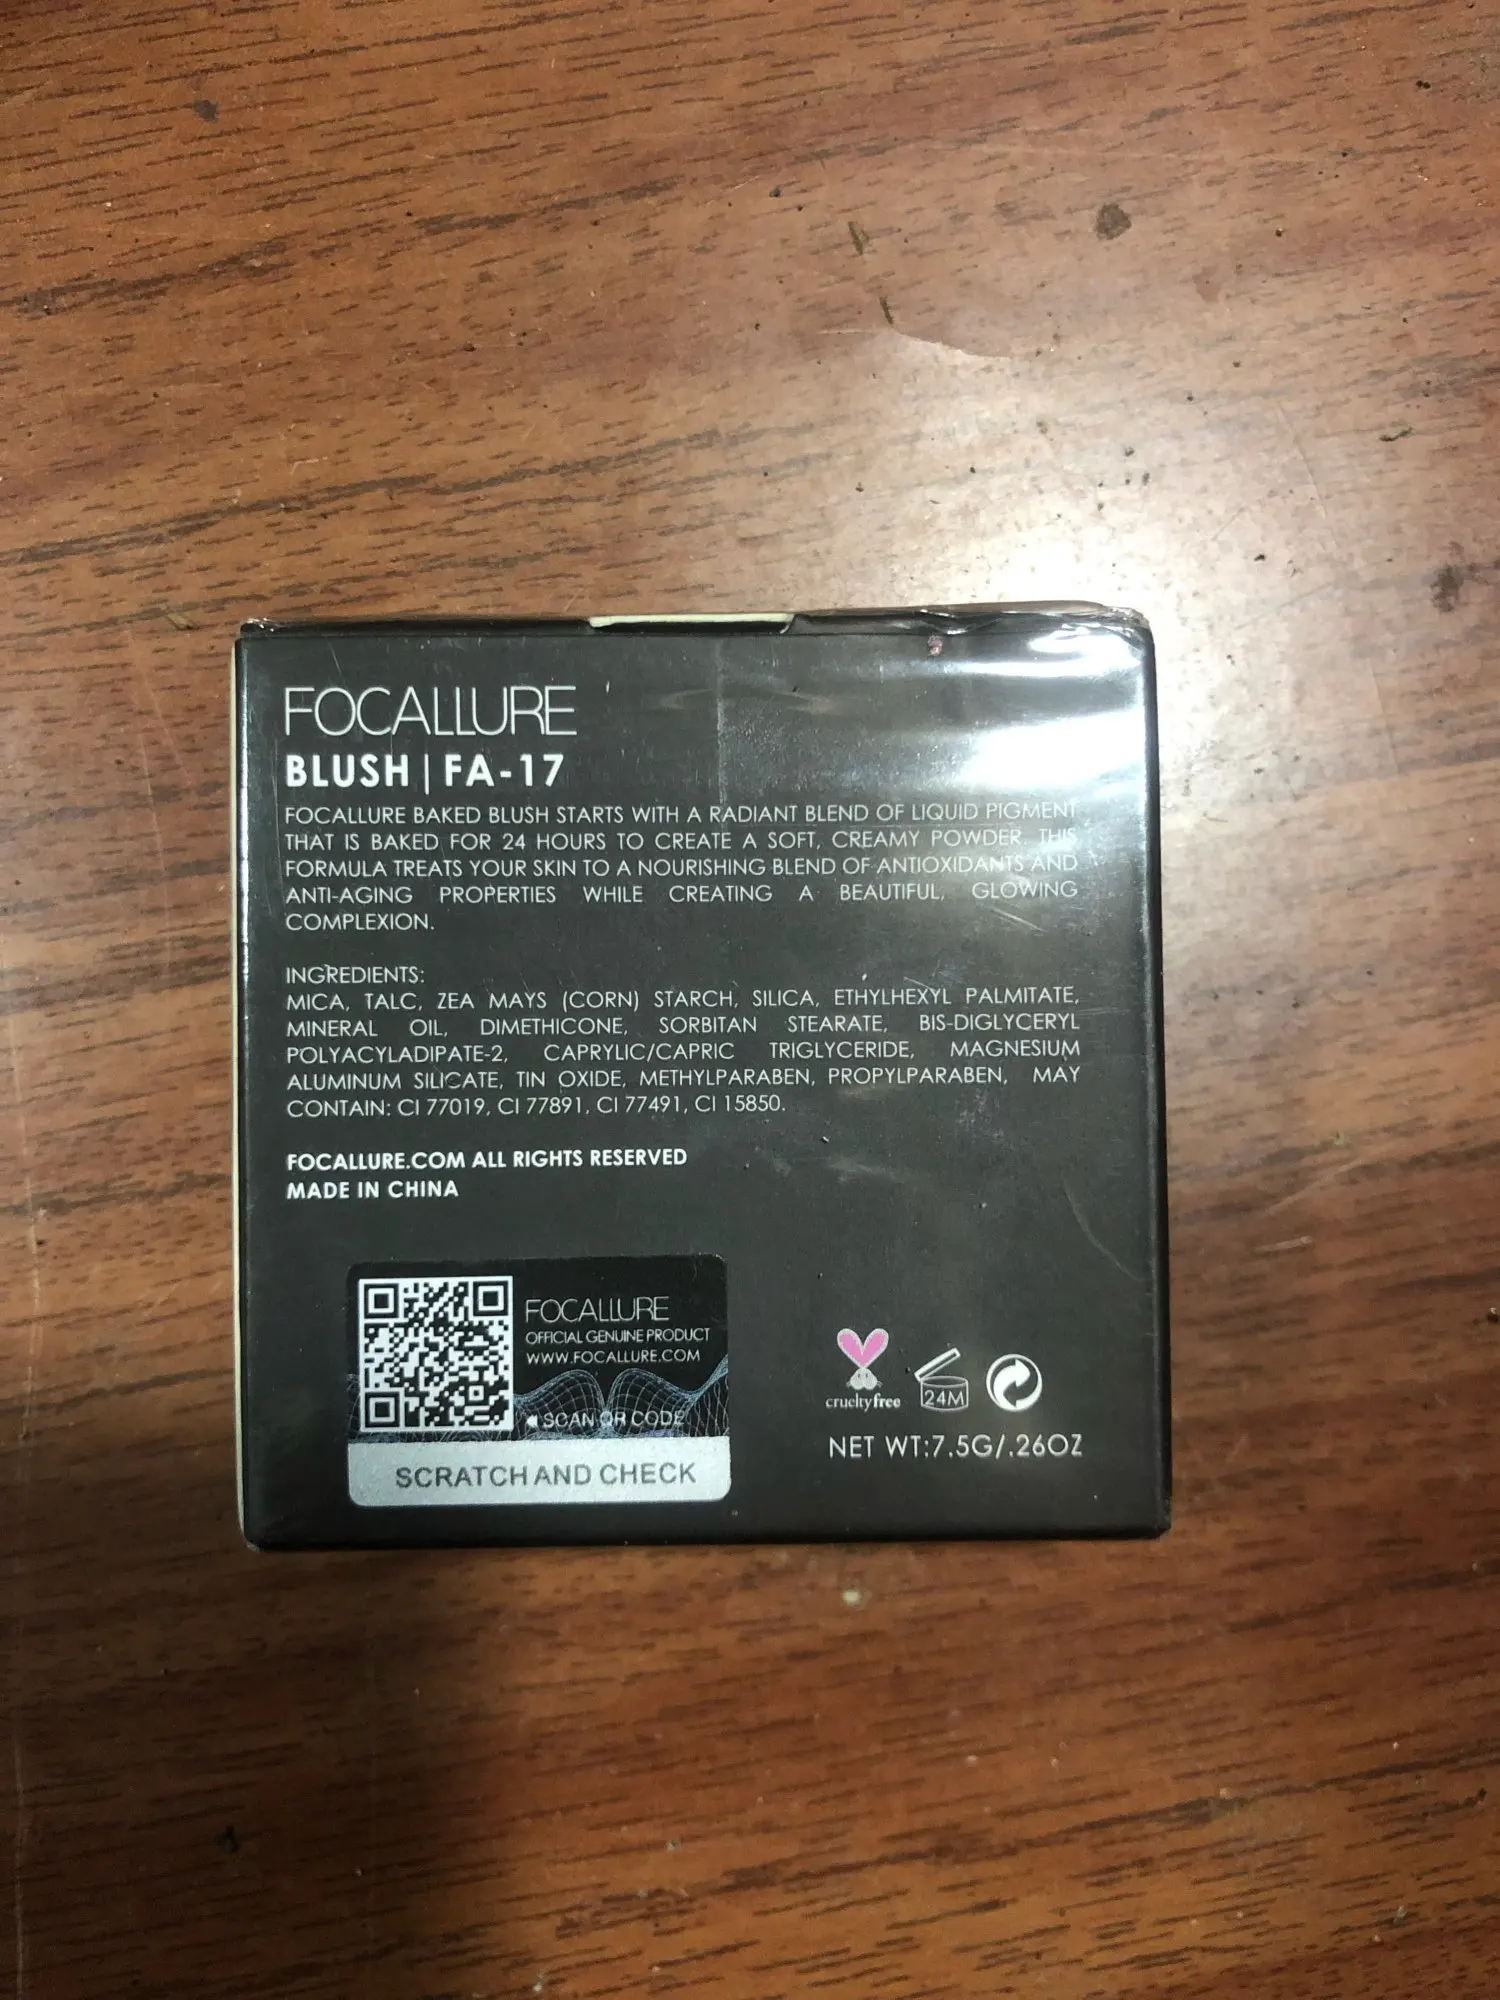 FOCALLURE
BLUSH | FA-17
FOCALLURE BAKED BLUSH STARTS WITH A RADIANT BLEND OF LIQUID PIGMENT
THAT IS BAKED FOR 24 HOURS TO CREATE A SOFT, CREAMY POWDER. THIS
FORMULA TREATS YOUR SKIN TO A NOURISHING BLEND OF ANTIOXIDANTS AND
ANTI-AGING PROPERTIES WHILE CREATING A BEAUTIFUL, GLOWING
COMPLEXION.
INGREDIENTS:
MICA, TALC, ZEA MAYS (CORN) STARCH, SILICA, ETHYLHEXYL PALMITATE,
MINERAL OIL, DIMETHICONE, SORBITAN STEARATE, BIS-DIGLYCERYL
POLYACYLADIPATE-2, CAPRYLIC/CAPRIC TRIGLYCERIDE, MAGNESIUM
ALUMINUM SILICATE, TIN OXIDE, METHYLPARABEN, PROPYLPARABEN, MAY
CONTAIN: CI 77019, CI 77891, CI 77491, CI 15850.
FOCALLURE.COM ALL RIGHTS RESERVED
MADE IN CHINA
FOCALLURE
OFFICIAL GENUINE PRODUCT
WWW.FOCALLURE.COM
SCAN QR CODE
SCRATCH AND CHECK
crueltyfree
24M
NET WT:7.5G/.26OZ